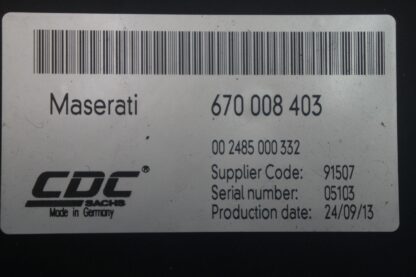 Maserati 670 008 403
00 2485 000 332
CDC® Supplier Code: 91507
SACHS Serial number: 05103
Made in Germany Production date: 24/09/13